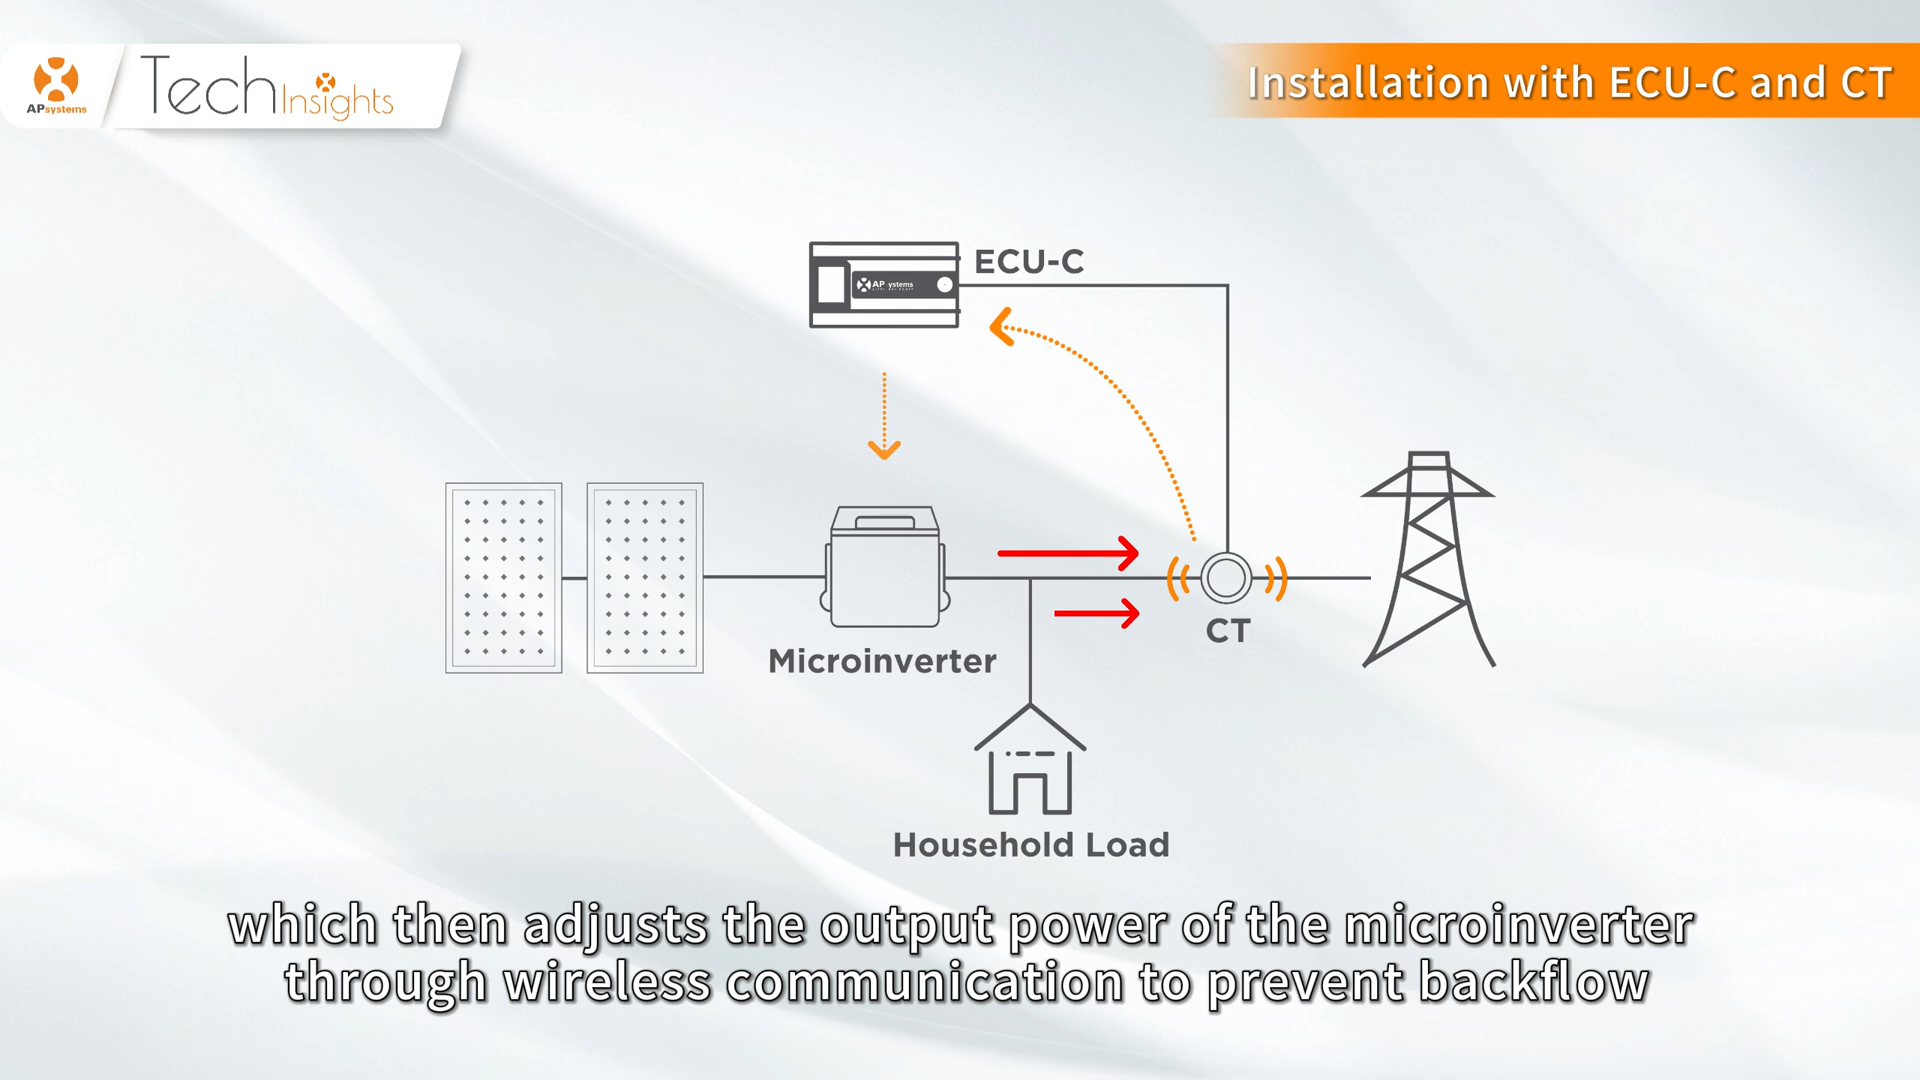 APsystems
TechInsights
Installation with ECU-C and CT
ECU-C
AP ystems
CT
Microinverter
Household Load
which then adjusts the output power of the microinverter
through wireless communication to prevent backflow